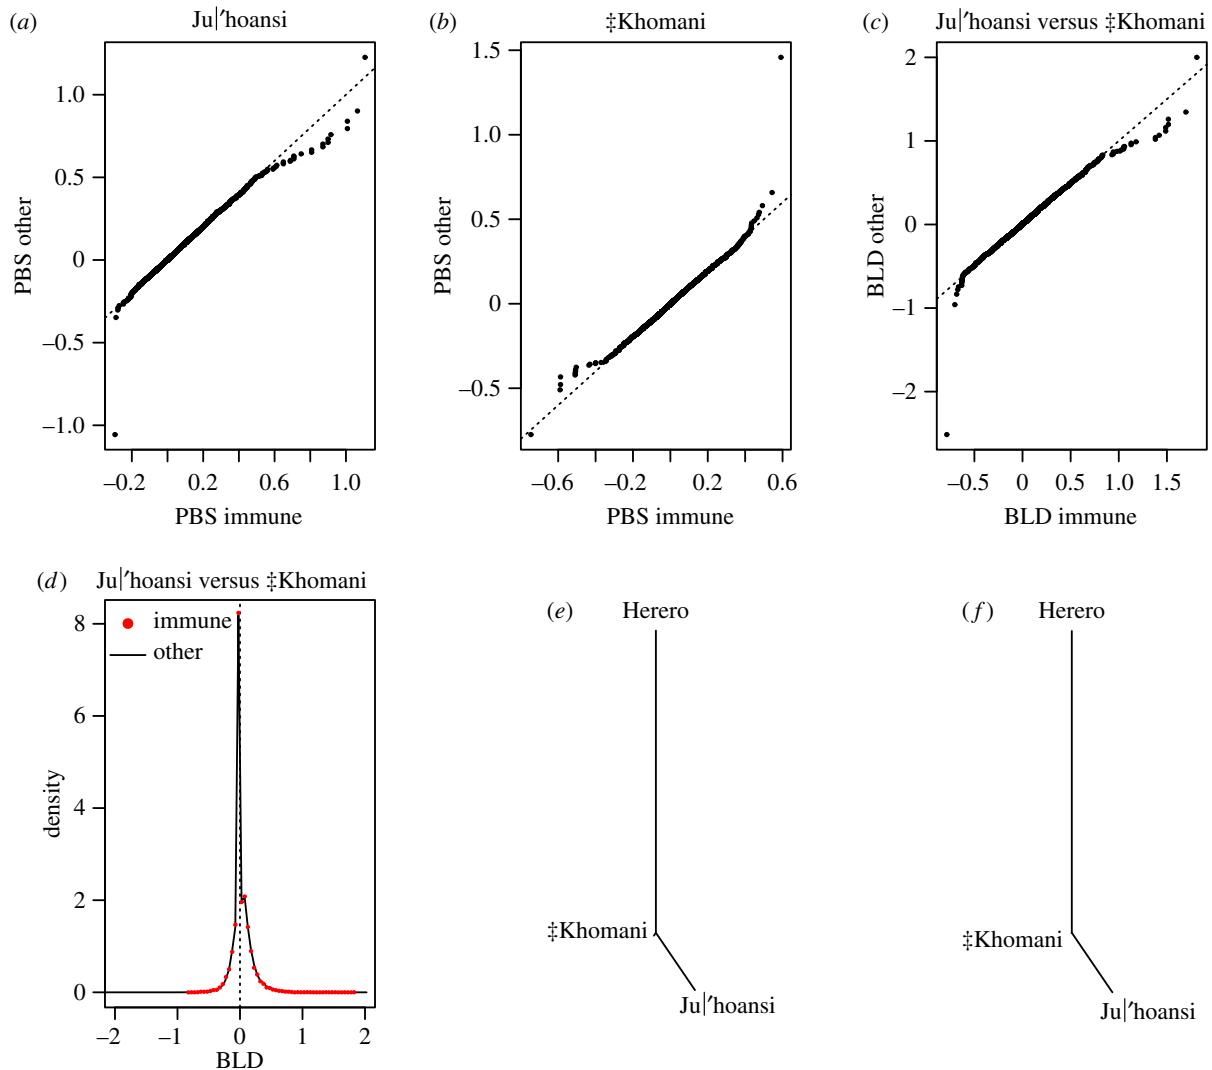 (a) Ju|′hoansi
PBS other
1.0
0.5
0
–0.5
–1.0
–0.2 0.2 0.6 1.0
PBS immune
(b) ‡Khomani
PBS other
1.5
1.0
0.5
0
–0.5
–0.6 –0.2 0.2 0.6
PBS immune
(c) Ju|′hoansi versus ‡Khomani
BLD other
2
1
0
–1
–2
–0.5 0 0.5 1.0 1.5
BLD immune
(d) Ju|′hoansi versus ‡Khomani
immune
other
density
8
6
4
2
0
–2 –1 0 1 2
BLD
(e) Herero
‡Khomani
Ju|′hoansi
(f) Herero
‡Khomani
Ju|′hoansi